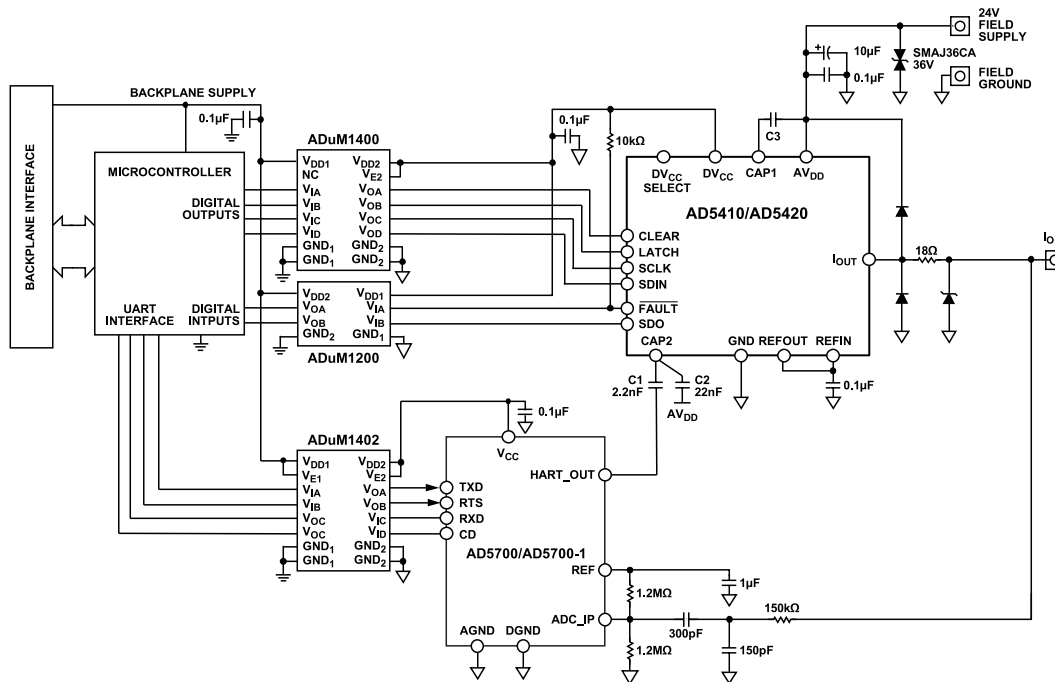 24V
FIELD
SUPPLY
10µF
SMAJ36CA
36V
0.1µF
FIELD
GROUND
BACKPLANE SUPPLY
0.1µF
ADuM1400
0.1µF
10kΩ
C3
BACKPLANE INTERFACE
MICROCONTROLLER
DIGITAL
OUTPUTS
UART
INTERFACE
DIGITAL
INTPUTS
VDD1
NC
VIA
VIB
VIC
VID
GND1
GND1
VDD2
VE2
VOA
VOB
VOC
VOD
GND2
GND2
VDD2
VOA
VOB
GND2
VDD1
VIA
VIB
GND1
ADuM1200
DVCC
SELECT
DVCC
CAP1
AVDD
AD5410/AD5420
CLEAR
LATCH
SCLK
SDIN
FAULT
SDO
CAP2
GND
REFOUT
REFIN
IOUT
18Ω
IO
C1
2.2nF
C2
22nF
AVDD
0.1µF
ADuM1402
0.1µF
VDD1
VE1
VIA
VIB
VOC
VOC
GND1
GND1
VDD2
VE2
VOA
VOB
VIC
VID
GND2
GND2
VCC
TXD
RTS
RXD
CD
HART_OUT
AD5700/AD5700-1
REF
ADC_IP
AGND
DGND
1.2MΩ
1µF
300pF
150kΩ
1.2MΩ
150pF